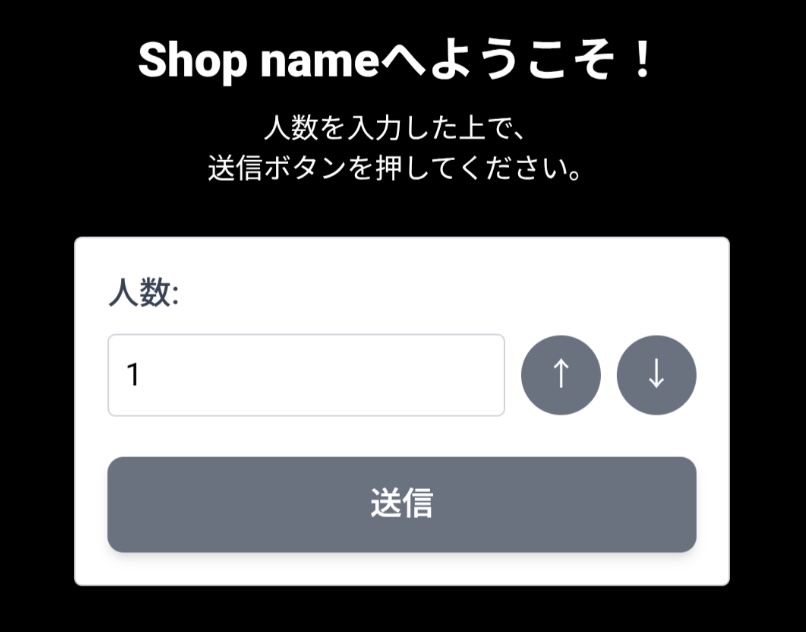 Shop nameへようこそ！
人数を入力した上で、
送信ボタンを押してください。
人数:
1 ↑ ↓
送信